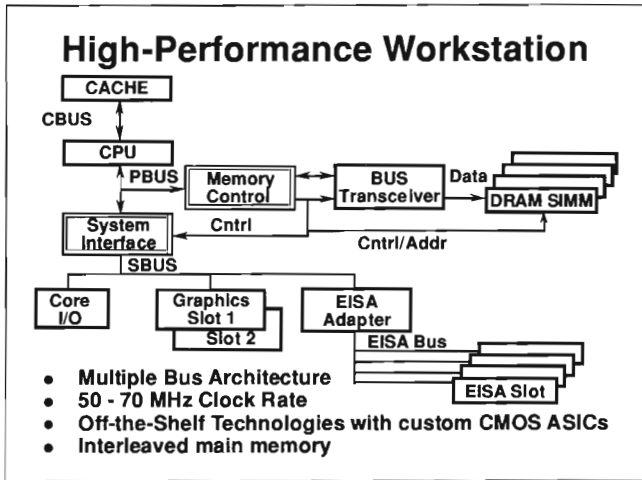 High-Performance Workstation
CACHE
CBUS
CPU
PBUS
Memory
Control
BUS
Transceiver
Data
DRAM SIMM
System
Interface
Cntrl
Cntrl/Addr
SBUS
Core
I/O
Graphics
Slot 1
Slot 2
EISA
Adapter
EISA Bus
EISA Slot
• Multiple Bus Architecture
• 50 - 70 MHz Clock Rate
• Off-the-Shelf Technologies with custom CMOS ASICs
• Interleaved main memory